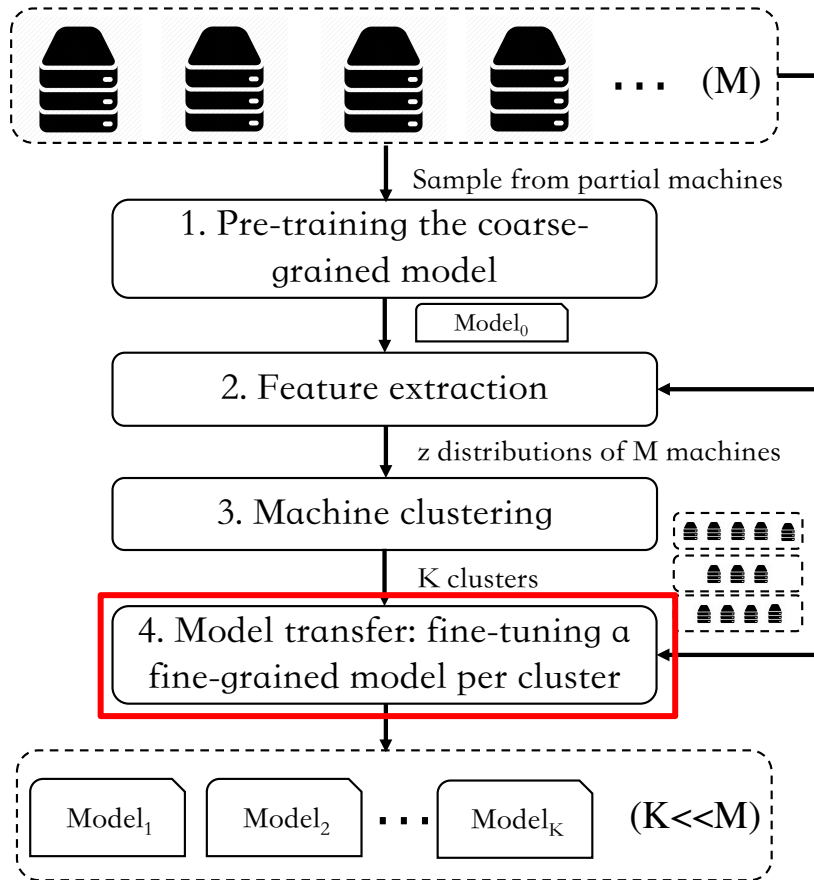 ... (M)
Sample from partial machines
1. Pre-training the coarse-
grained model
Model₀
2. Feature extraction
z distributions of M machines
3. Machine clustering
K clusters
4. Model transfer: fine-tuning a
fine-grained model per cluster
Model₁ Model₂ ... Model_K (K<<M)